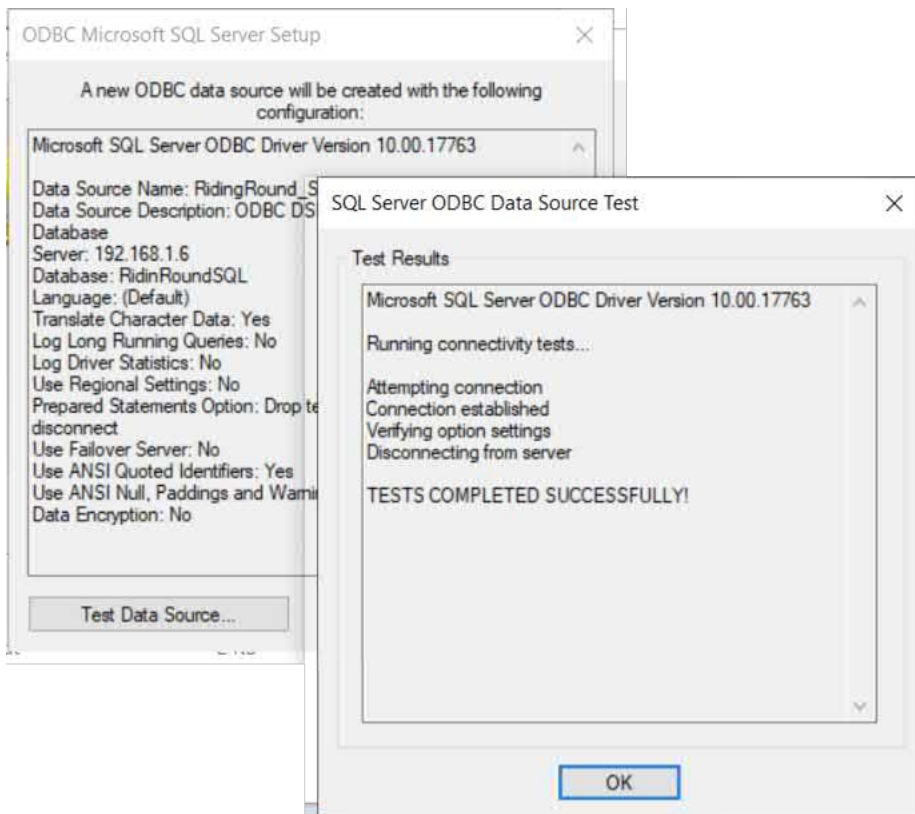 ODBC Microsoft SQL Server Setup
A new ODBC data source will be created with the following
configuration:
Microsoft SQL Server ODBC Driver Version 10.00.17763
Data Source Name: RidingRound_S
Data Source Description: ODBC DS
Database
Server: 192.168.1.6
Database: RidinRoundSQL
Language: (Default)
Translate Character Data: Yes
Log Long Running Queries: No
Log Driver Statistics: No
Use Regional Settings: No
Prepared Statements Option: Drop te
disconnect
Use Failover Server: No
Use ANSI Quoted Identifiers: Yes
Use ANSI Null, Paddings and Warni
Data Encryption: No
Test Data Source...
SQL Server ODBC Data Source Test
Test Results
Microsoft SQL Server ODBC Driver Version 10.00.17763
Running connectivity tests...
Attempting connection
Connection established
Verifying option settings
Disconnecting from server
TESTS COMPLETED SUCCESSFULLY!
OK